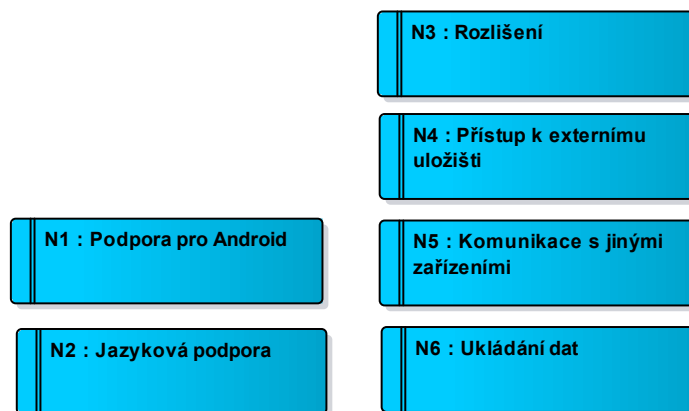 N3 : Rozlišení
N4 : Přístup k externímu
uložišti
N1 : Podpora pro Android
N5 : Komunikace s jinými
zařízeními
N2 : Jazyková podpora
N6 : Ukládání dat